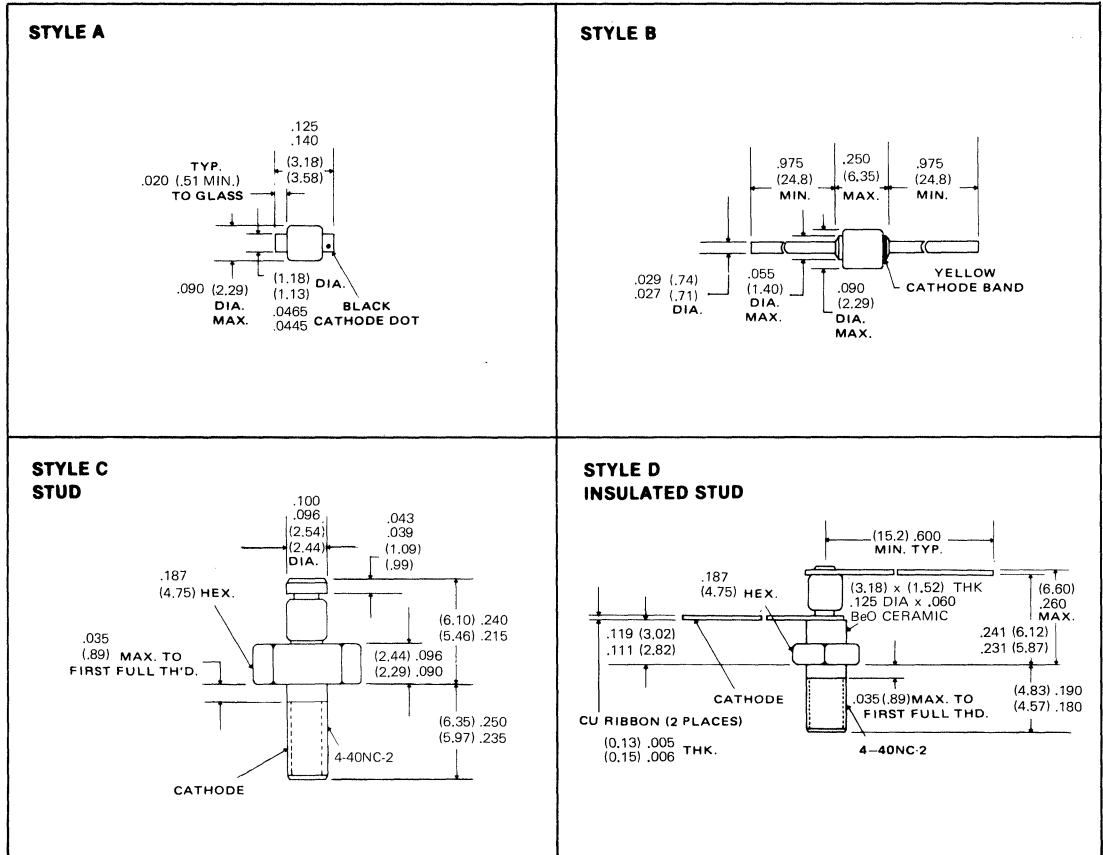 STYLE A
.125
.140
(3.18)
(3.58)
TYP.
.020 (.51 MIN.)
TO GLASS
.090 (2.29)
DIA.
MAX.
(1.18) DIA.
(1.13)
.0465
.0445
BLACK
CATHODE DOT
STYLE B
.975
(24.8)
MIN.
.250
(6.35)
MAX.
.975
(24.8)
MIN.
.029 (.74)
.027 (.71)
DIA.
.055
(1.40)
DIA.
MAX.
.090
(2.29)
DIA.
MAX.
YELLOW
CATHODE BAND
STYLE C
STUD
.100
.096
(2.54)
(2.44)
DIA.
.043
.039
(1.09)
(.99)
.187
(4.75) HEX.
.035
(.89) MAX. TO
FIRST FULL TH'D.
(6.10) .240
(5.46) .215
(2.44) .096
(2.29) .090
(6.35) .250
(5.97) .235
4-40NC-2
CATHODE
STYLE D
INSULATED STUD
(15.2) .600
MIN. TYP.
.187
(4.75) HEX.
(3.18) x (1.52) THK
.125 DIA x .060
BeO CERAMIC
(6.60)
.260
MAX.
.119 (3.02)
.111 (2.82)
.241 (6.12)
.231 (5.87)
CATHODE
.035(.89)MAX. TO
FIRST FULL THD.
(4.83) .190
(4.57) .180
CU RIBBON (2 PLACES)
(0.13) .005
(0.15) .006 THK.
4–40NC-2